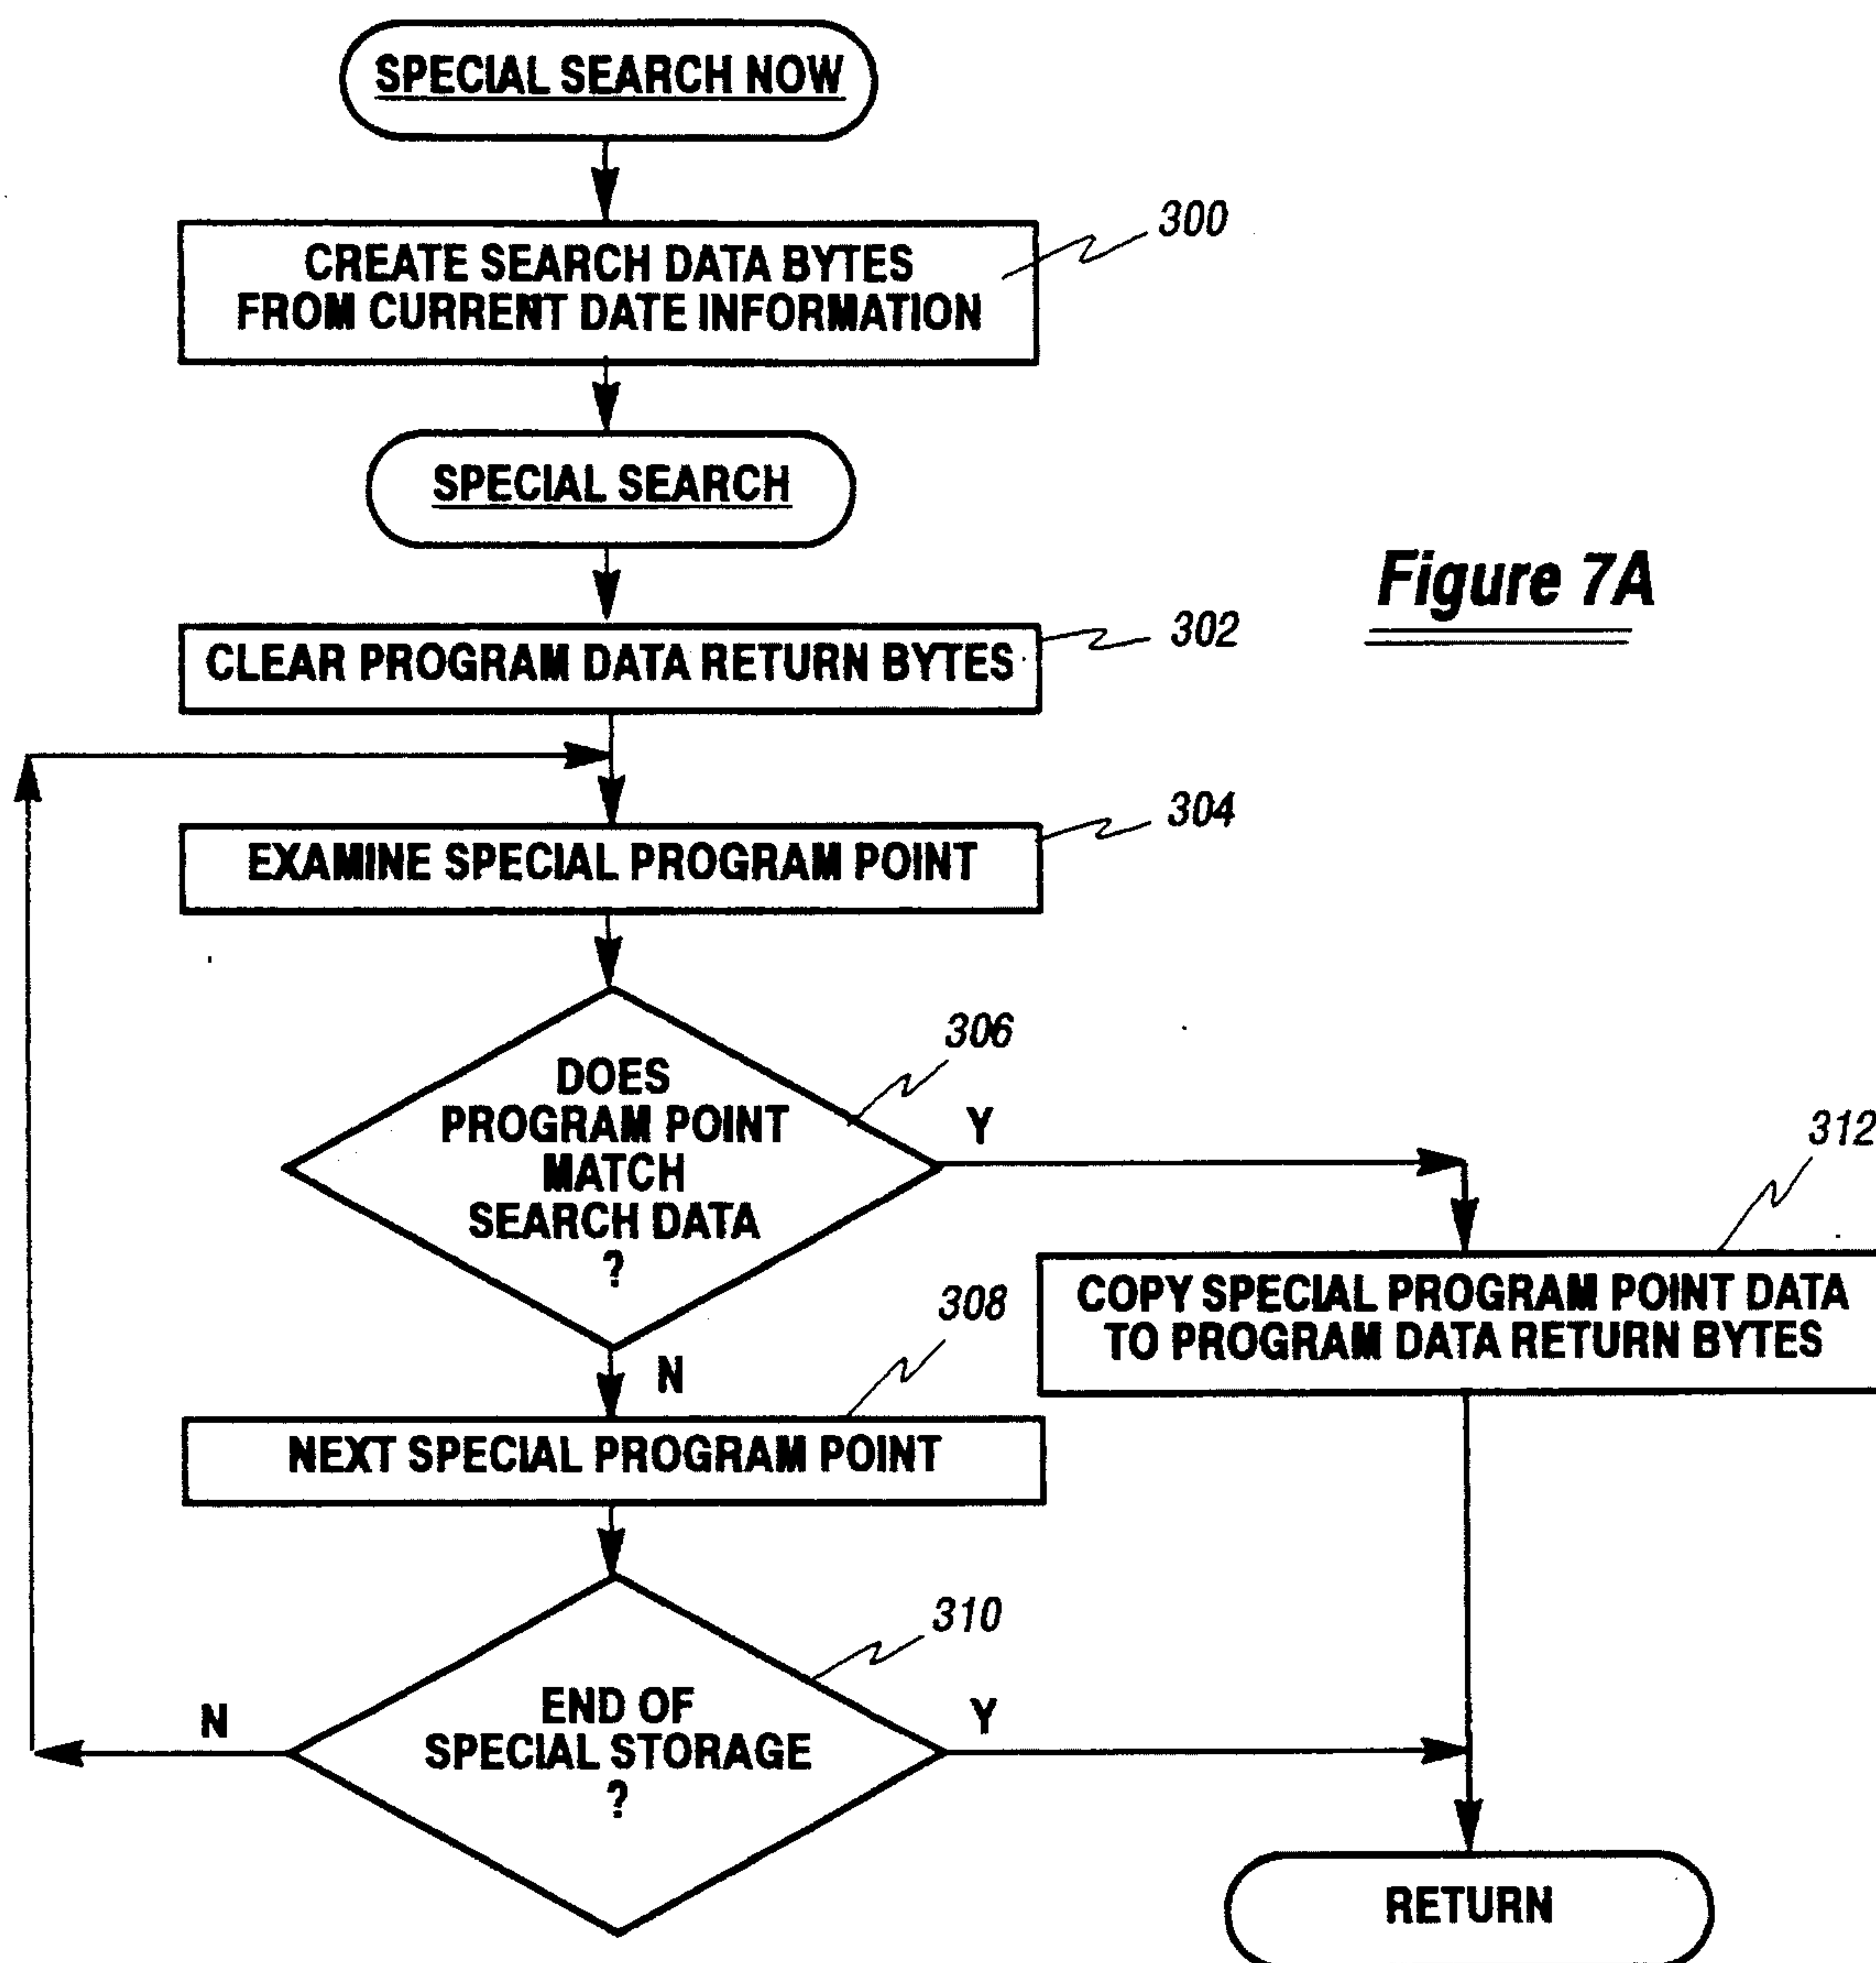 SPECIAL SEARCH NOW
300
CREATE SEARCH DATA BYTES
FROM CURRENT DATE INFORMATION
SPECIAL SEARCH
Figure 7A
302
CLEAR PROGRAM DATA RETURN BYTES
304
EXAMINE SPECIAL PROGRAM POINT
306
DOES
PROGRAM POINT
MATCH
SEARCH DATA
?
Y
312
COPY SPECIAL PROGRAM POINT DATA
TO PROGRAM DATA RETURN BYTES
N
308
NEXT SPECIAL PROGRAM POINT
310
END OF
SPECIAL STORAGE
?
N
Y
RETURN